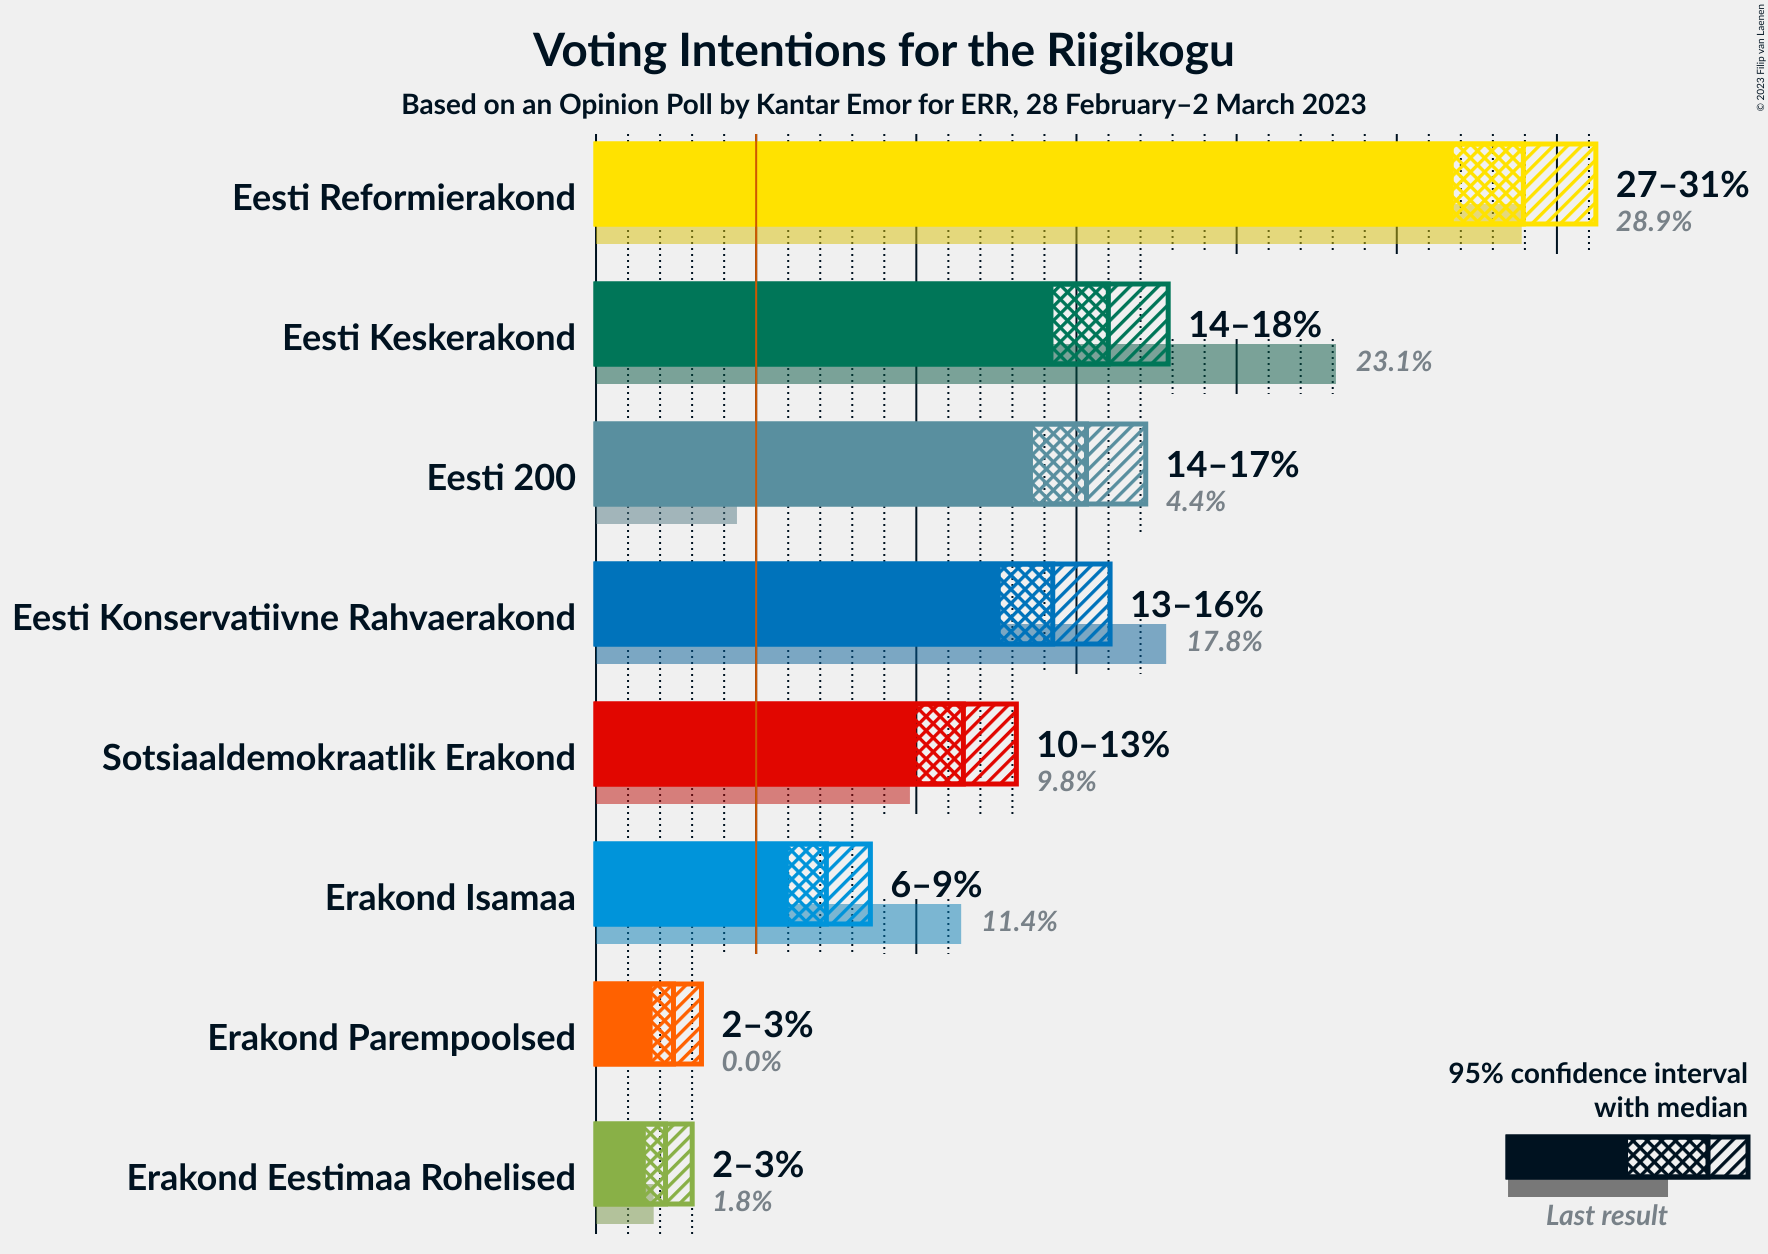 Voting Intentions for the Riigikogu
Based on an Opinion Poll by Kantar Emor for ERR, 28 February–2 March 2023
© 2023 Filip van Laenen
Eesti Reformierakond
27–31%
28.9%
Eesti Keskerakond
14–18%
23.1%
Eesti 200
14–17%
4.4%
Eesti Konservatiivne Rahvaerakond
13–16%
17.8%
Sotsiaaldemokraatlik Erakond
10–13%
9.8%
Erakond Isamaa
6–9%
11.4%
Erakond Parempoolsed
2–3%
0.0%
Erakond Eestimaa Rohelised
2–3%
1.8%
95% confidence interval
with median
Last result